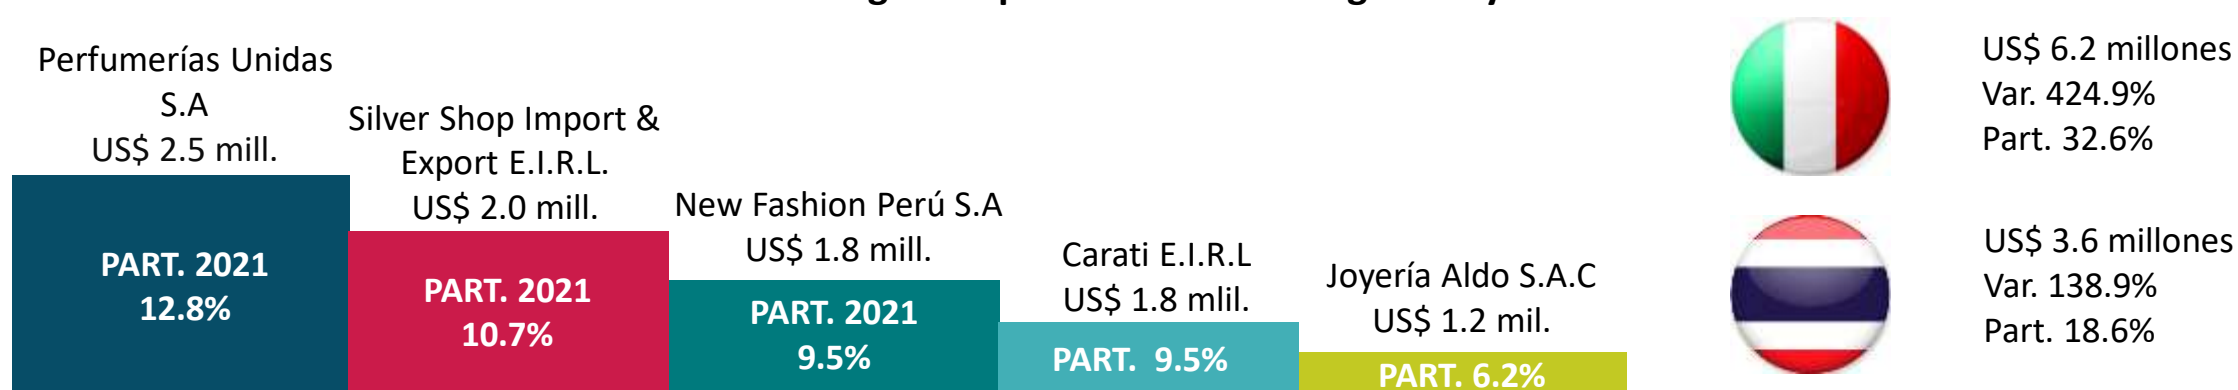 Perfumerías Unidas
S.A
US$ 2.5 mill.
PART. 2021
12.8%
Silver Shop Import &
Export E.I.R.L.
US$ 2.0 mill.
PART. 2021
10.7%
New Fashion Perú S.A
US$ 1.8 mill.
PART. 2021
9.5%
Carati E.I.R.L
US$ 1.8 mlil.
PART. 9.5%
Joyería Aldo S.A.C
US$ 1.2 mil.
PART. 6.2%
US$ 6.2 millones
Var. 424.9%
Part. 32.6%
US$ 3.6 millones
Var. 138.9%
Part. 18.6%